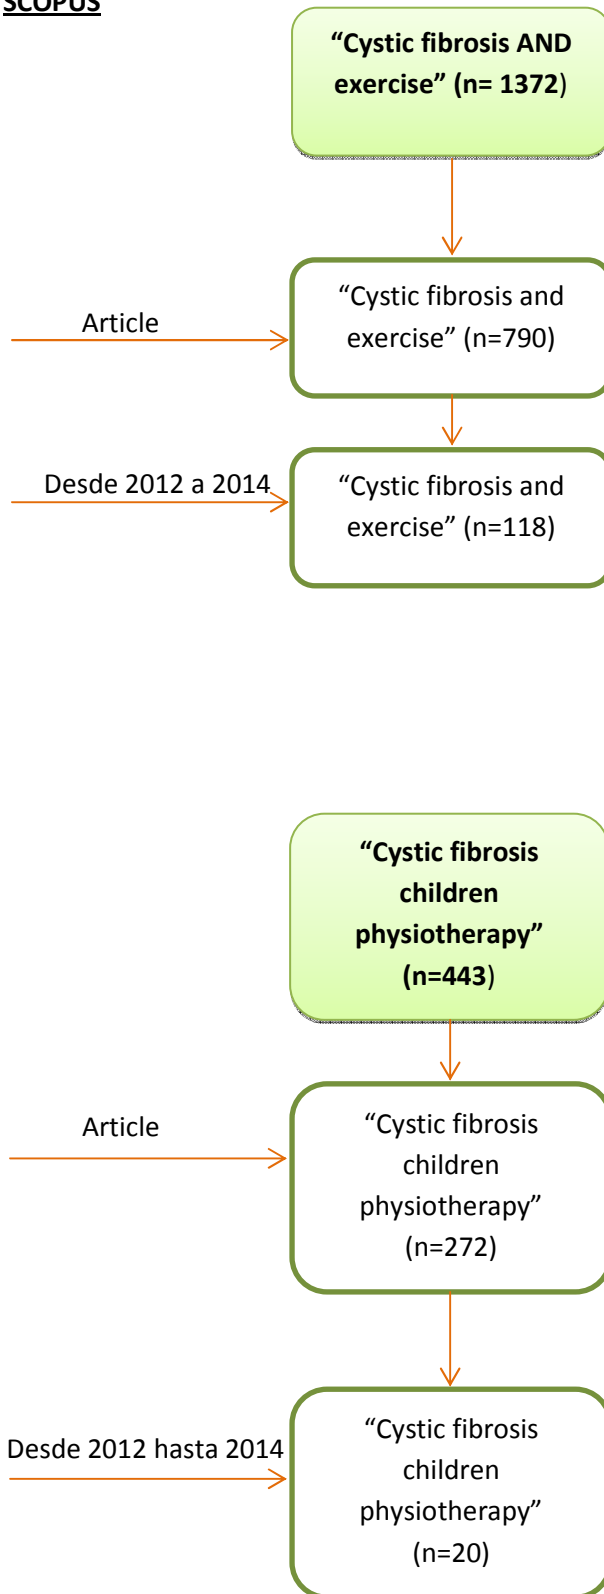 SCOPUS
“Cystic fibrosis AND
exercise” (n= 1372)
Article
“Cystic fibrosis and
exercise” (n=790)
Desde 2012 a 2014
“Cystic fibrosis and
exercise” (n=118)
“Cystic fibrosis
children
physiotherapy”
(n=443)
Article
“Cystic fibrosis
children
physiotherapy”
(n=272)
Desde 2012 hasta 2014
“Cystic fibrosis
children
physiotherapy”
(n=20)